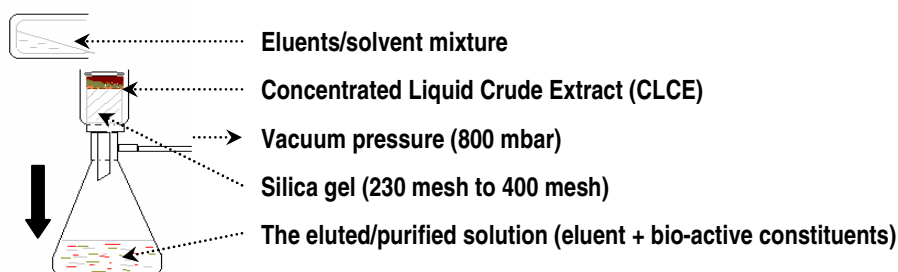 Eluents/solvent mixture
Concentrated Liquid Crude Extract (CLCE)
Vacuum pressure (800 mbar)
Silica gel (230 mesh to 400 mesh)
The eluted/purified solution (eluent + bio-active constituents)